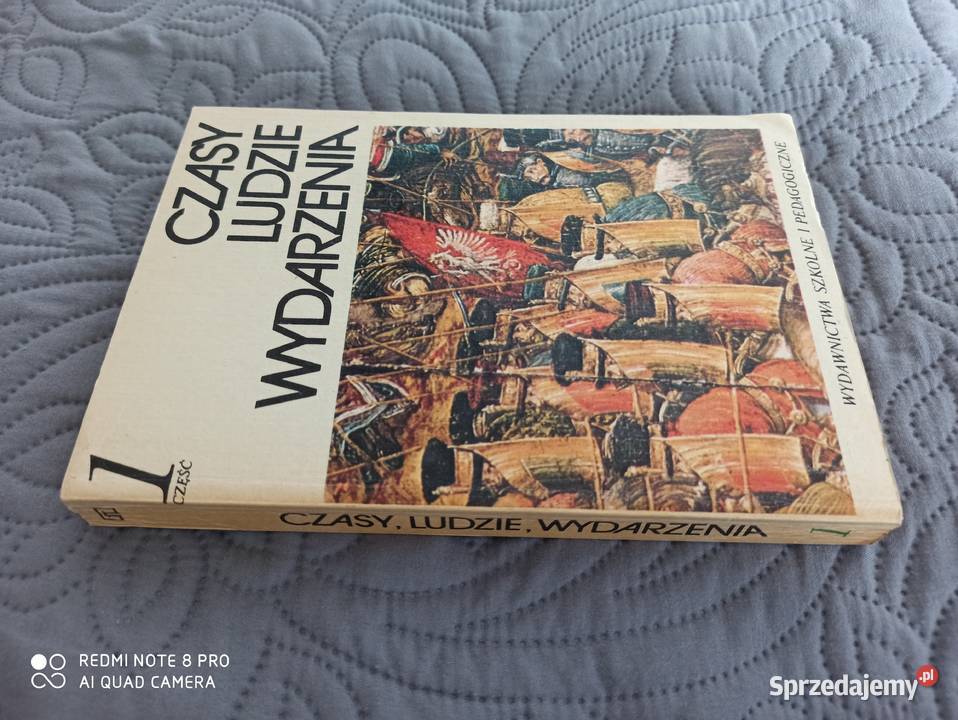 CZASY
LUDZIE
WYDARZENIA
1
CZĘŚĆ
WYDAWNICTWA SZKOLNE I PEDAGOGICZNE
CZASY, LUDZIE, WYDARZENIA
1
REDMI NOTE 8 PRO
AI QUAD CAMERA
Sprzedajemy.pl